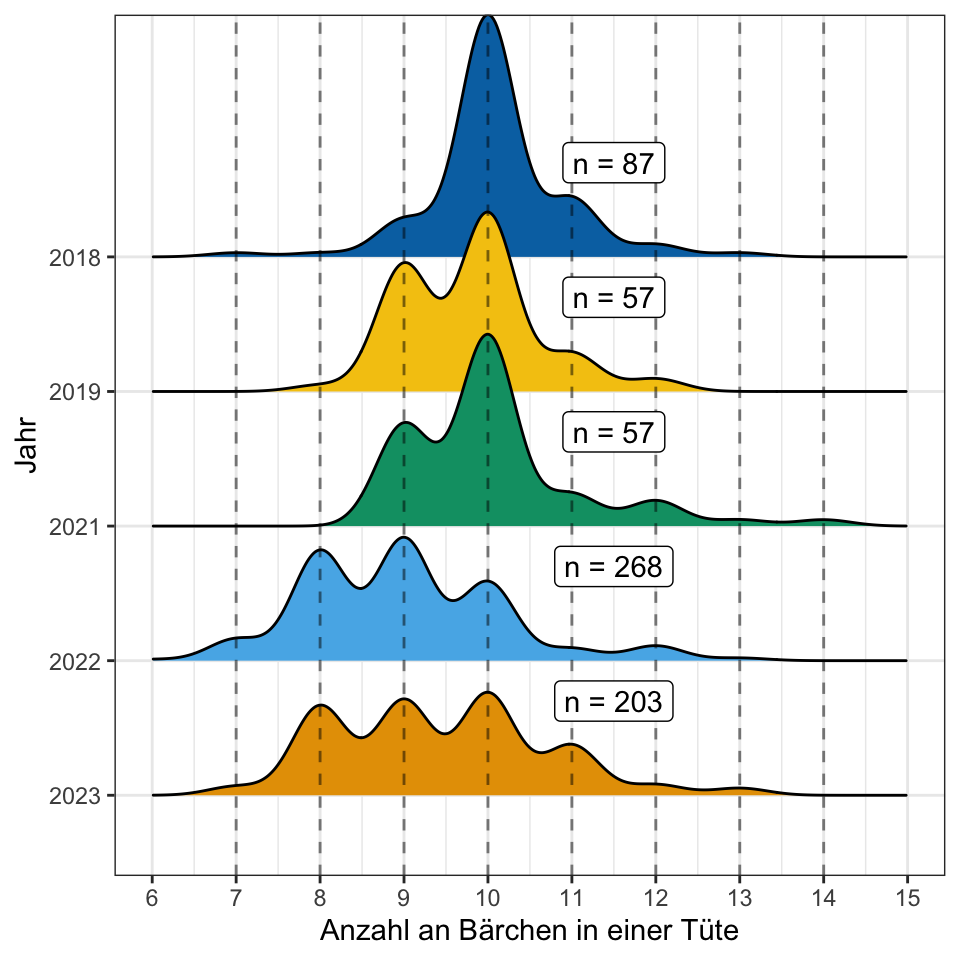 n = 87
2018
n = 57
2019
n = 57
2021
n = 268
2022
n = 203
2023
Jahr
6 7 8 9 10 11 12 13 14 15
Anzahl an Bärchen in einer Tüte